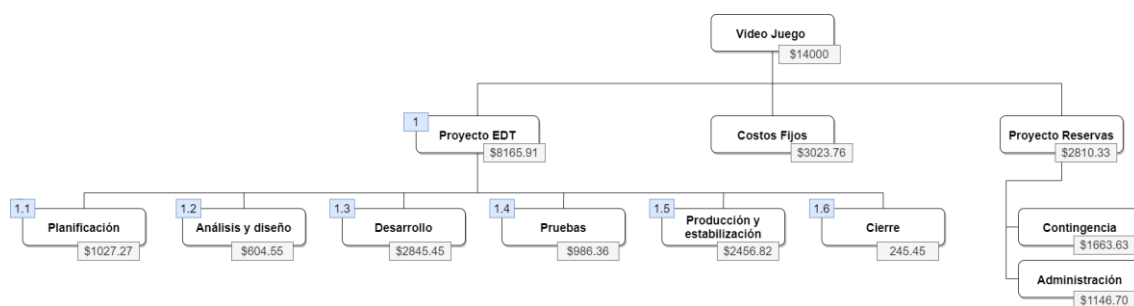 Video Juego
$14000
1
Proyecto EDT
$8165.91
Costos Fijos
$3023.76
Proyecto Reservas
$2810.33
1.1
Planificación
$1027.27
1.2
Análisis y diseño
$604.55
1.3
Desarrollo
$2845.45
1.4
Pruebas
$986.36
1.5
Producción y
estabilización
$2456.82
1.6
Cierre
245.45
Contingencia
$1663.63
Administración
$1146.70